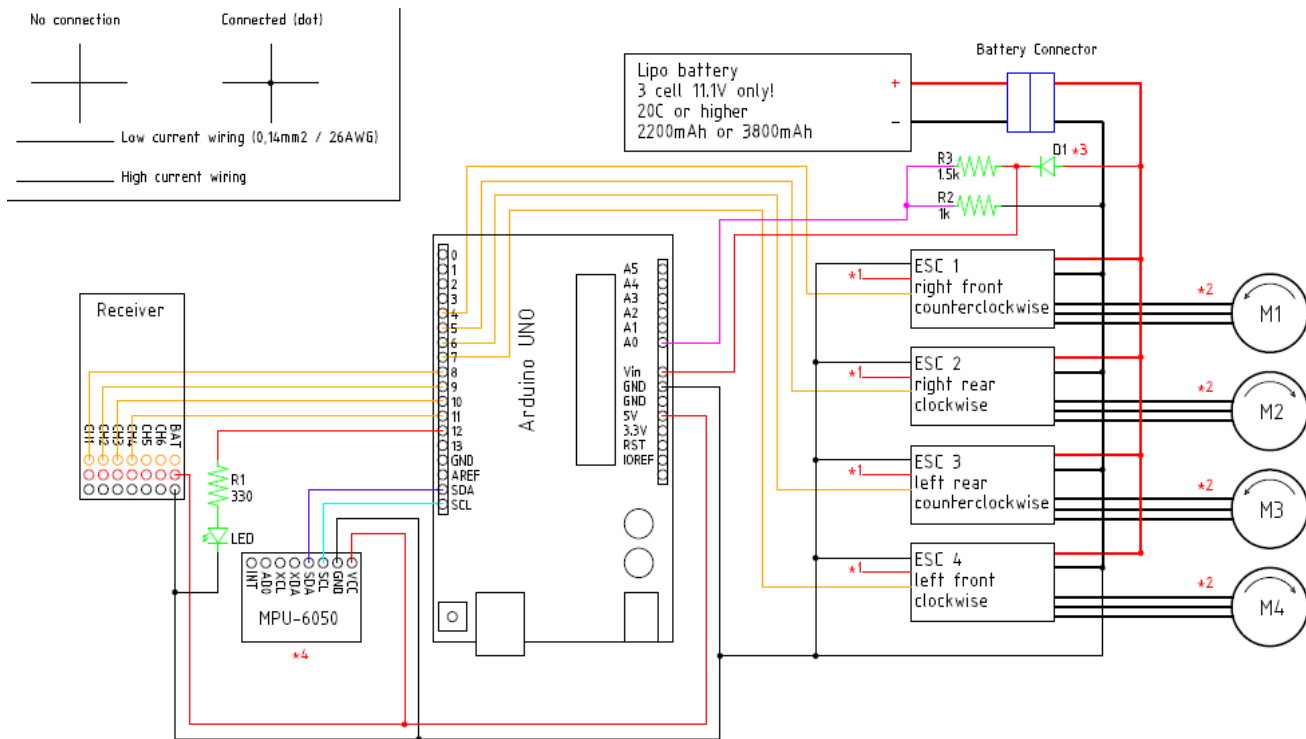 No connection
Connected (dot)
Low current wiring (0,14mm2 / 26AWG)
High current wiring
Lipo battery
3 cell 11.1V only!
20C or higher
2200mAh or 3800mAh
+
−
Battery Connector
R3
1.5k
D1
*3
R2
1k
Receiver
CH1
CH2
CH3
CH4
CH5
CH6
BAT
R1
330
LED
INT
AD0
XCL
XDA
SDA
SCL
GND
VCC
MPU-6050
*4
0
1
2
3
4
5
6
7
8
9
10
11
12
13
GND
AREF
SDA
SCL
Arduino UNO
A5
A4
A3
A2
A1
A0
Vin
GND
GND
5V
3.3V
RST
IOREF
*1
ESC 1
right front
counterclockwise
*2
M1
*1
ESC 2
right rear
clockwise
*2
M2
*1
ESC 3
left rear
counterclockwise
*2
M3
*1
ESC 4
left front
clockwise
*2
M4